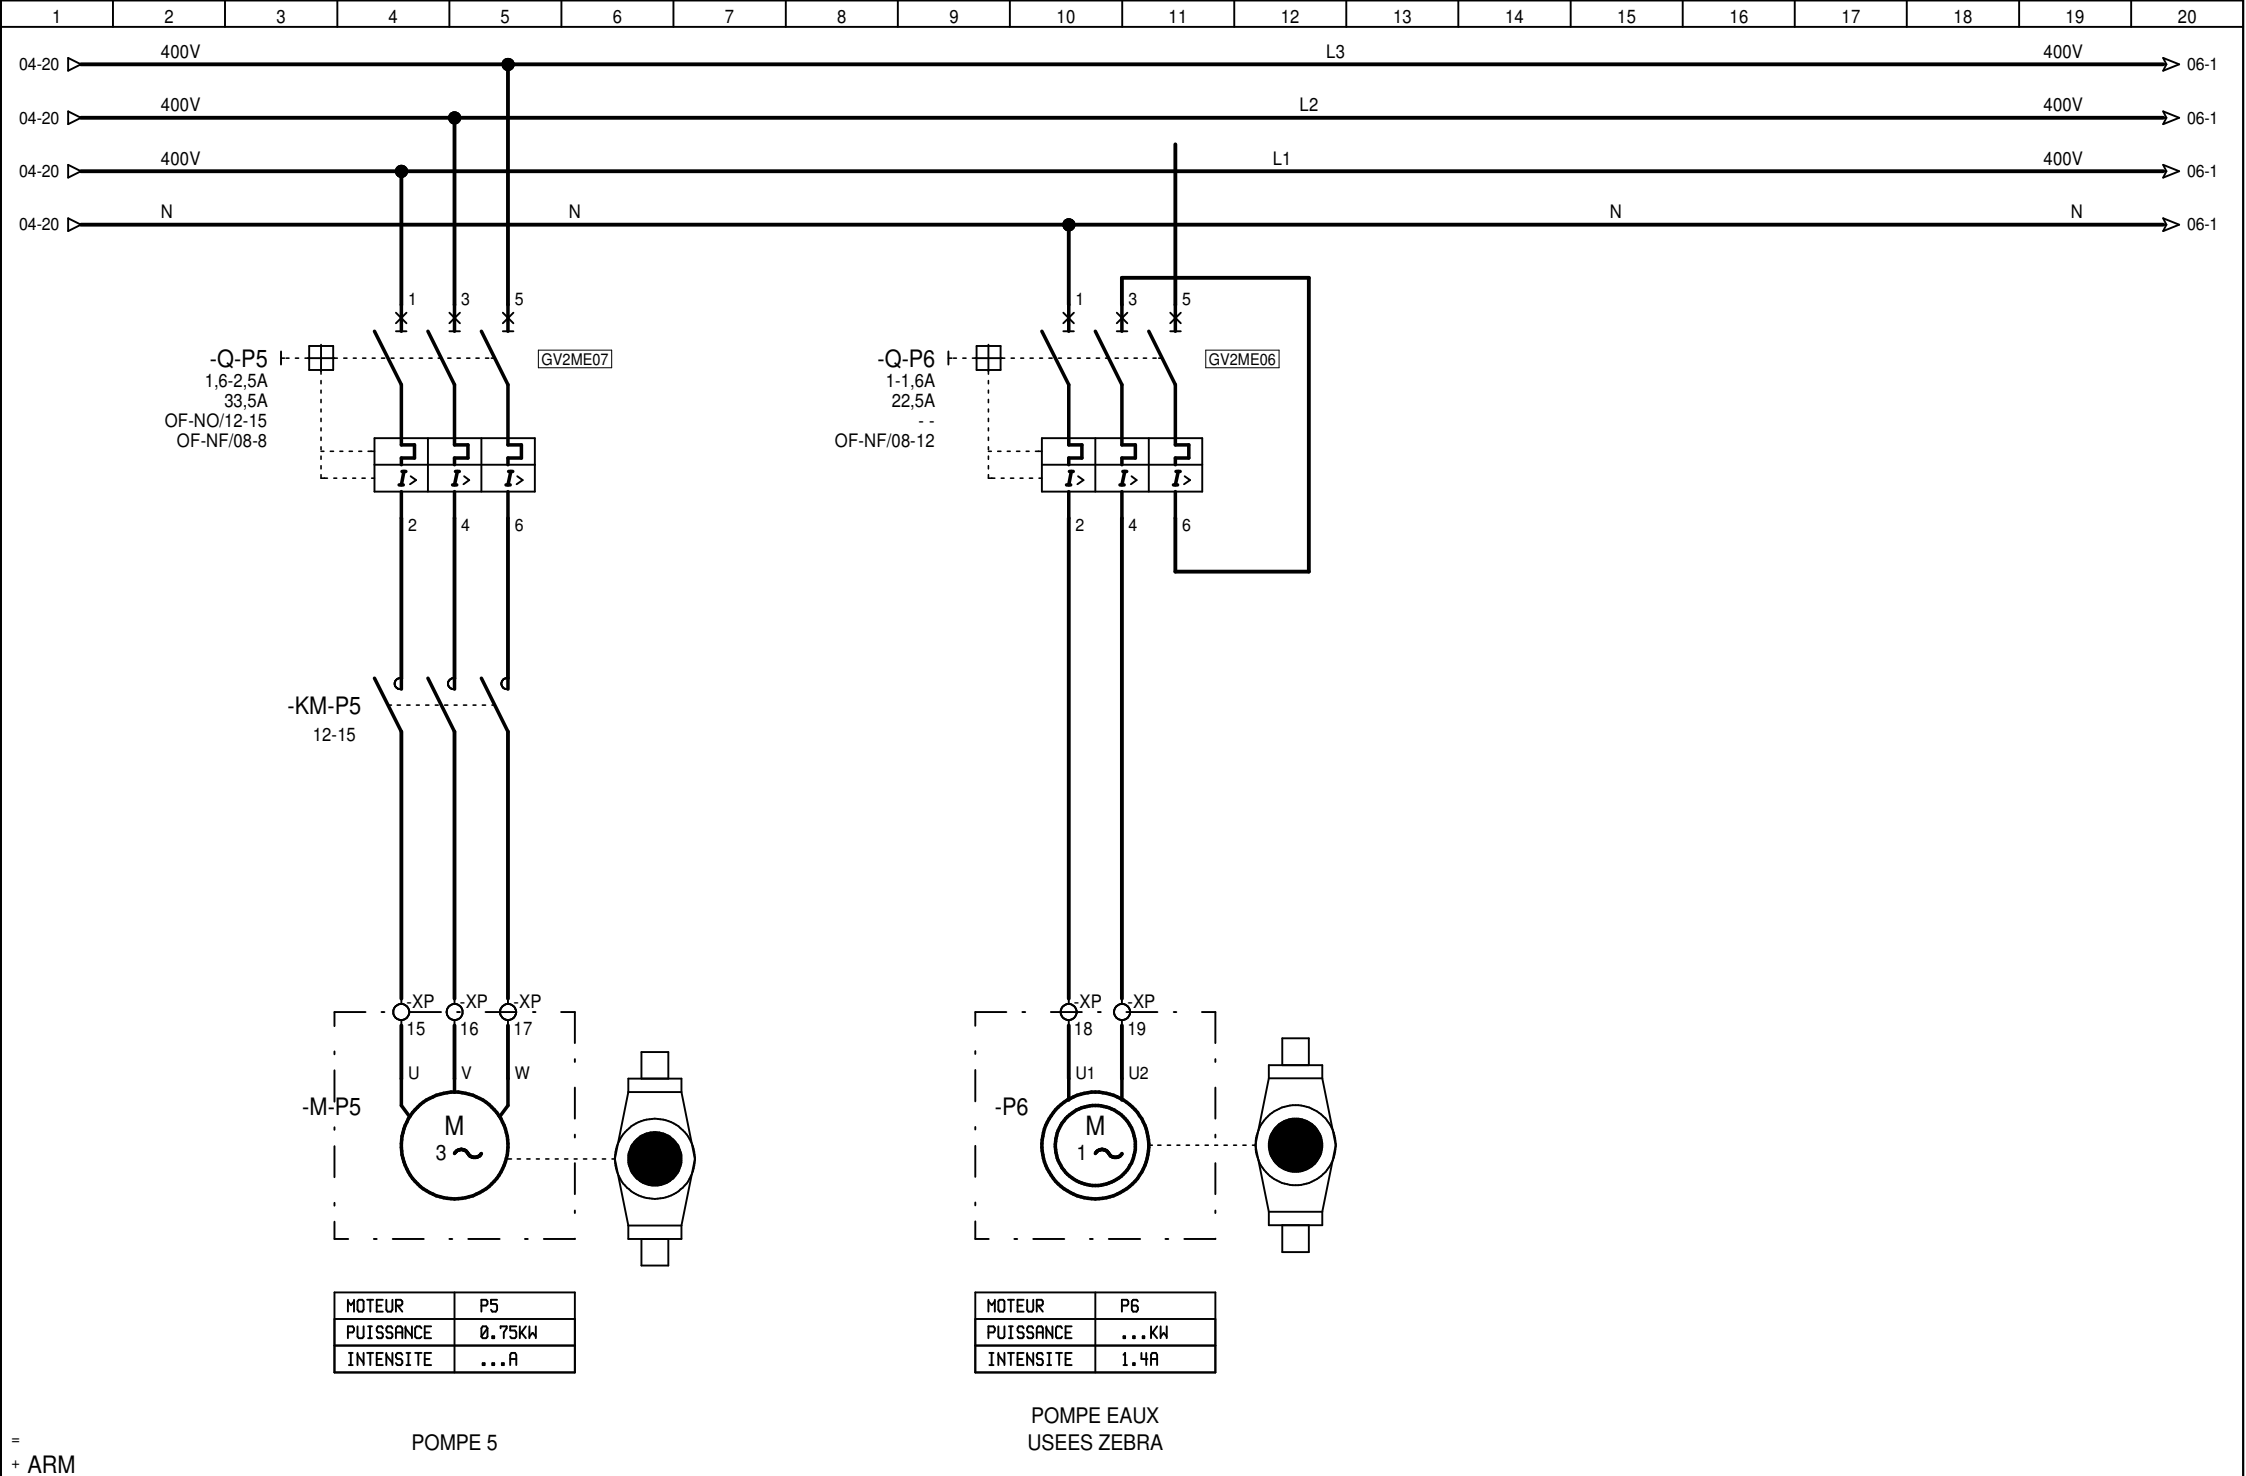 1 2 3 4 5 6 7 8 9 10 11 12 13 14 15 16 17 18 19 20
04-20 400V L3 400V 06-1
04-20 400V L2 400V 06-1
04-20 400V L1 400V 06-1
04-20 N N N N 06-1
1 3 5 1 3 5
-Q-P5 GV2ME07
1,6-2,5A
33,5A
OF-NO/12-15
OF-NF/08-8
-Q-P6 GV2ME06
1-1,6A
22,5A
- -
OF-NF/08-12
I> I> I> I> I> I>
2 4 6 2 4 6
-KM-P5
12-15
-XP -XP -XP -XP -XP
15 16 17 18 19
U V W U1 U2
-M-P5 -P6
M M
3 1
MOTEUR P5
PUISSANCE 0.75KW
INTENSITE ...A
MOTEUR P6
PUISSANCE ...KW
INTENSITE 1.4A
POMPE 5
POMPE EAUX
USEES ZEBRA
=
+ ARM